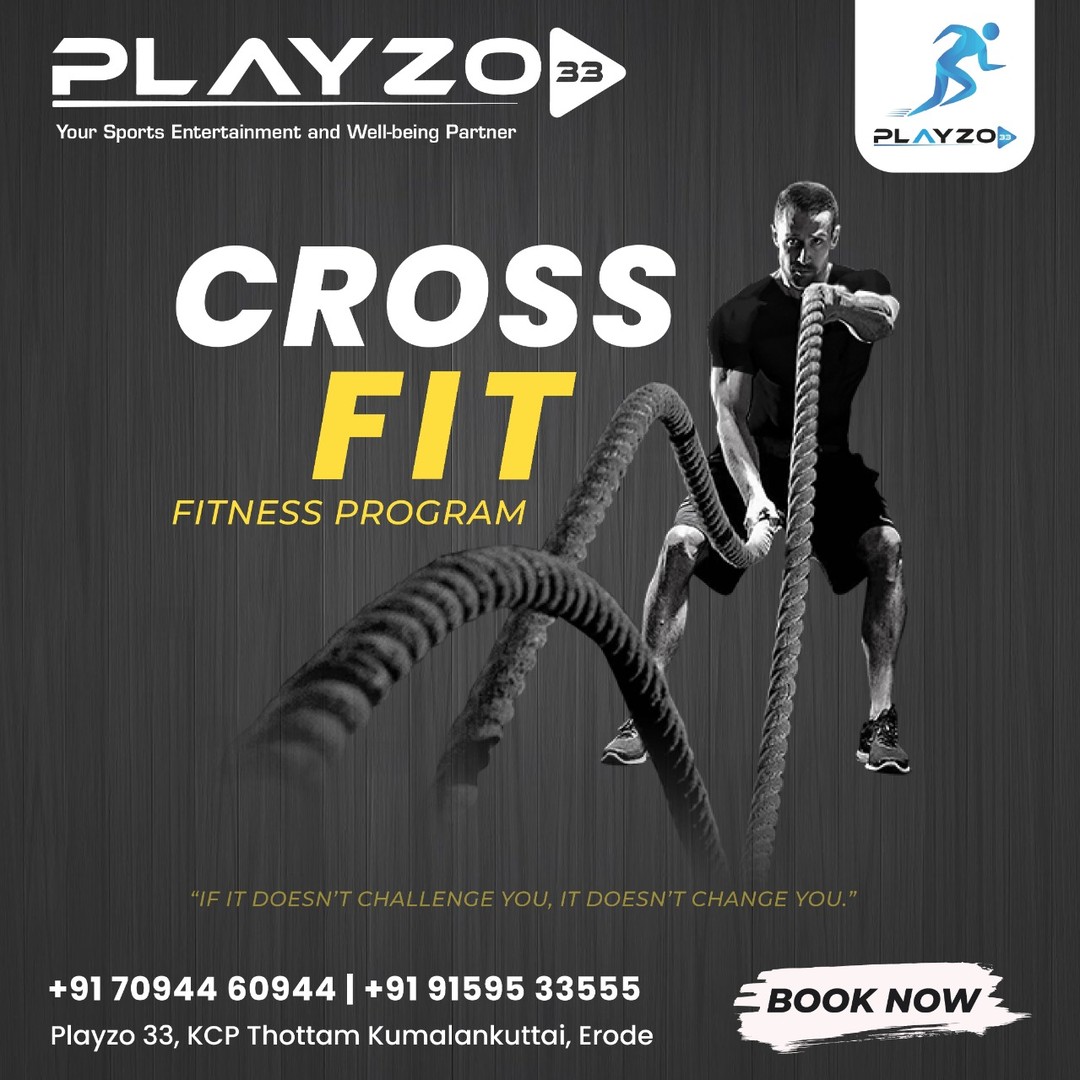 PLAYZO 33
Your Sports Entertainment and Well-being Partner
PLAYZO 33
CROSS
FIT
FITNESS PROGRAM
“IF IT DOESN’T CHALLENGE YOU, IT DOESN’T CHANGE YOU.”
+91 70944 60944 | +91 91595 33555
BOOK NOW
Playzo 33, KCP Thottam Kumalankuttai, Erode